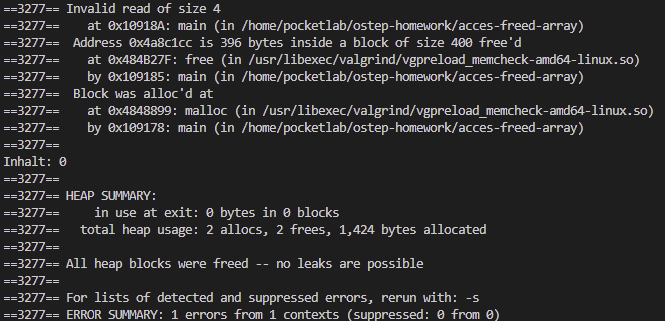 ==3277== Invalid read of size 4
==3277==    at 0x10918A: main (in /home/pocketlab/ostep-homework/acces-freed-array)
==3277==  Address 0x4a8c1cc is 396 bytes inside a block of size 400 free'd
==3277==    at 0x484B27F: free (in /usr/libexec/valgrind/vgpreload_memcheck-amd64-linux.so)
==3277==    by 0x109185: main (in /home/pocketlab/ostep-homework/acces-freed-array)
==3277==  Block was alloc'd at
==3277==    at 0x4848899: malloc (in /usr/libexec/valgrind/vgpreload_memcheck-amd64-linux.so)
==3277==    by 0x109178: main (in /home/pocketlab/ostep-homework/acces-freed-array)
==3277==
Inhalt: 0
==3277==
==3277== HEAP SUMMARY:
==3277==     in use at exit: 0 bytes in 0 blocks
==3277==   total heap usage: 2 allocs, 2 frees, 1,424 bytes allocated
==3277==
==3277== All heap blocks were freed -- no leaks are possible
==3277==
==3277== For lists of detected and suppressed errors, rerun with: -s
==3277== ERROR SUMMARY: 1 errors from 1 contexts (suppressed: 0 from 0)